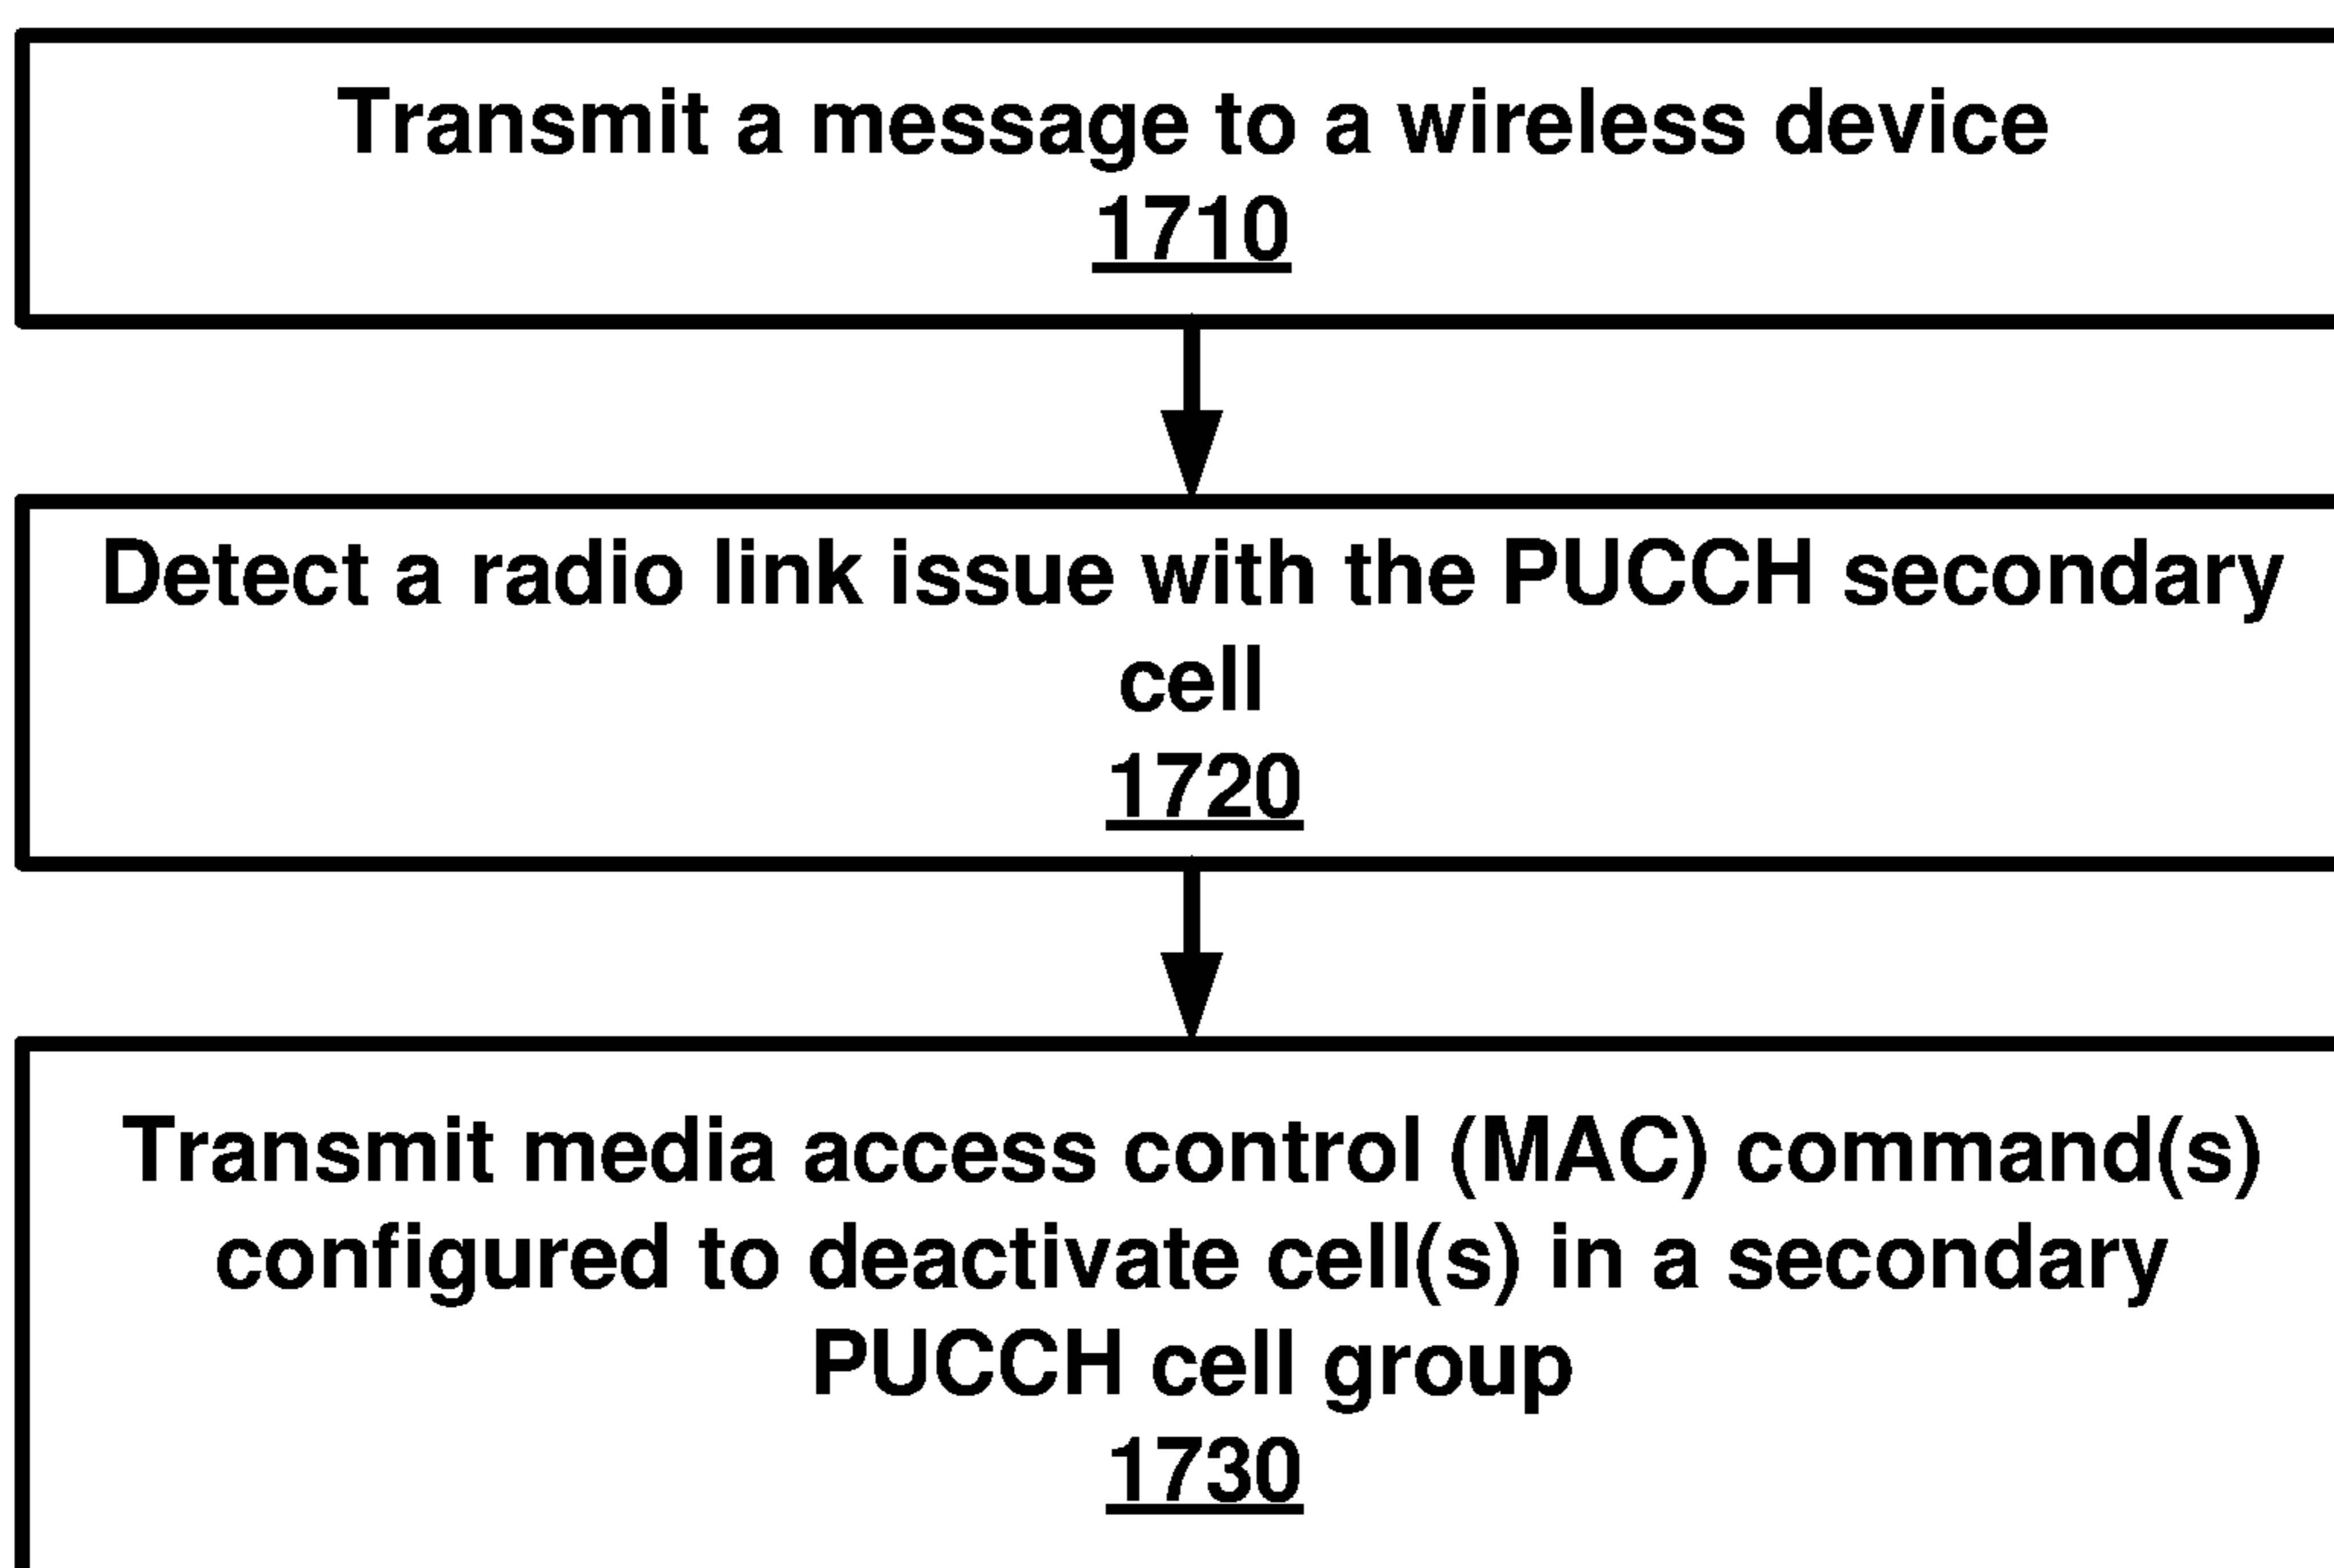 Transmit a message to a wireless device
1710
Detect a radio link issue with the PUCCH secondary
cell
1720
Transmit media access control (MAC) command(s)
configured to deactivate cell(s) in a secondary
PUCCH cell group
1730